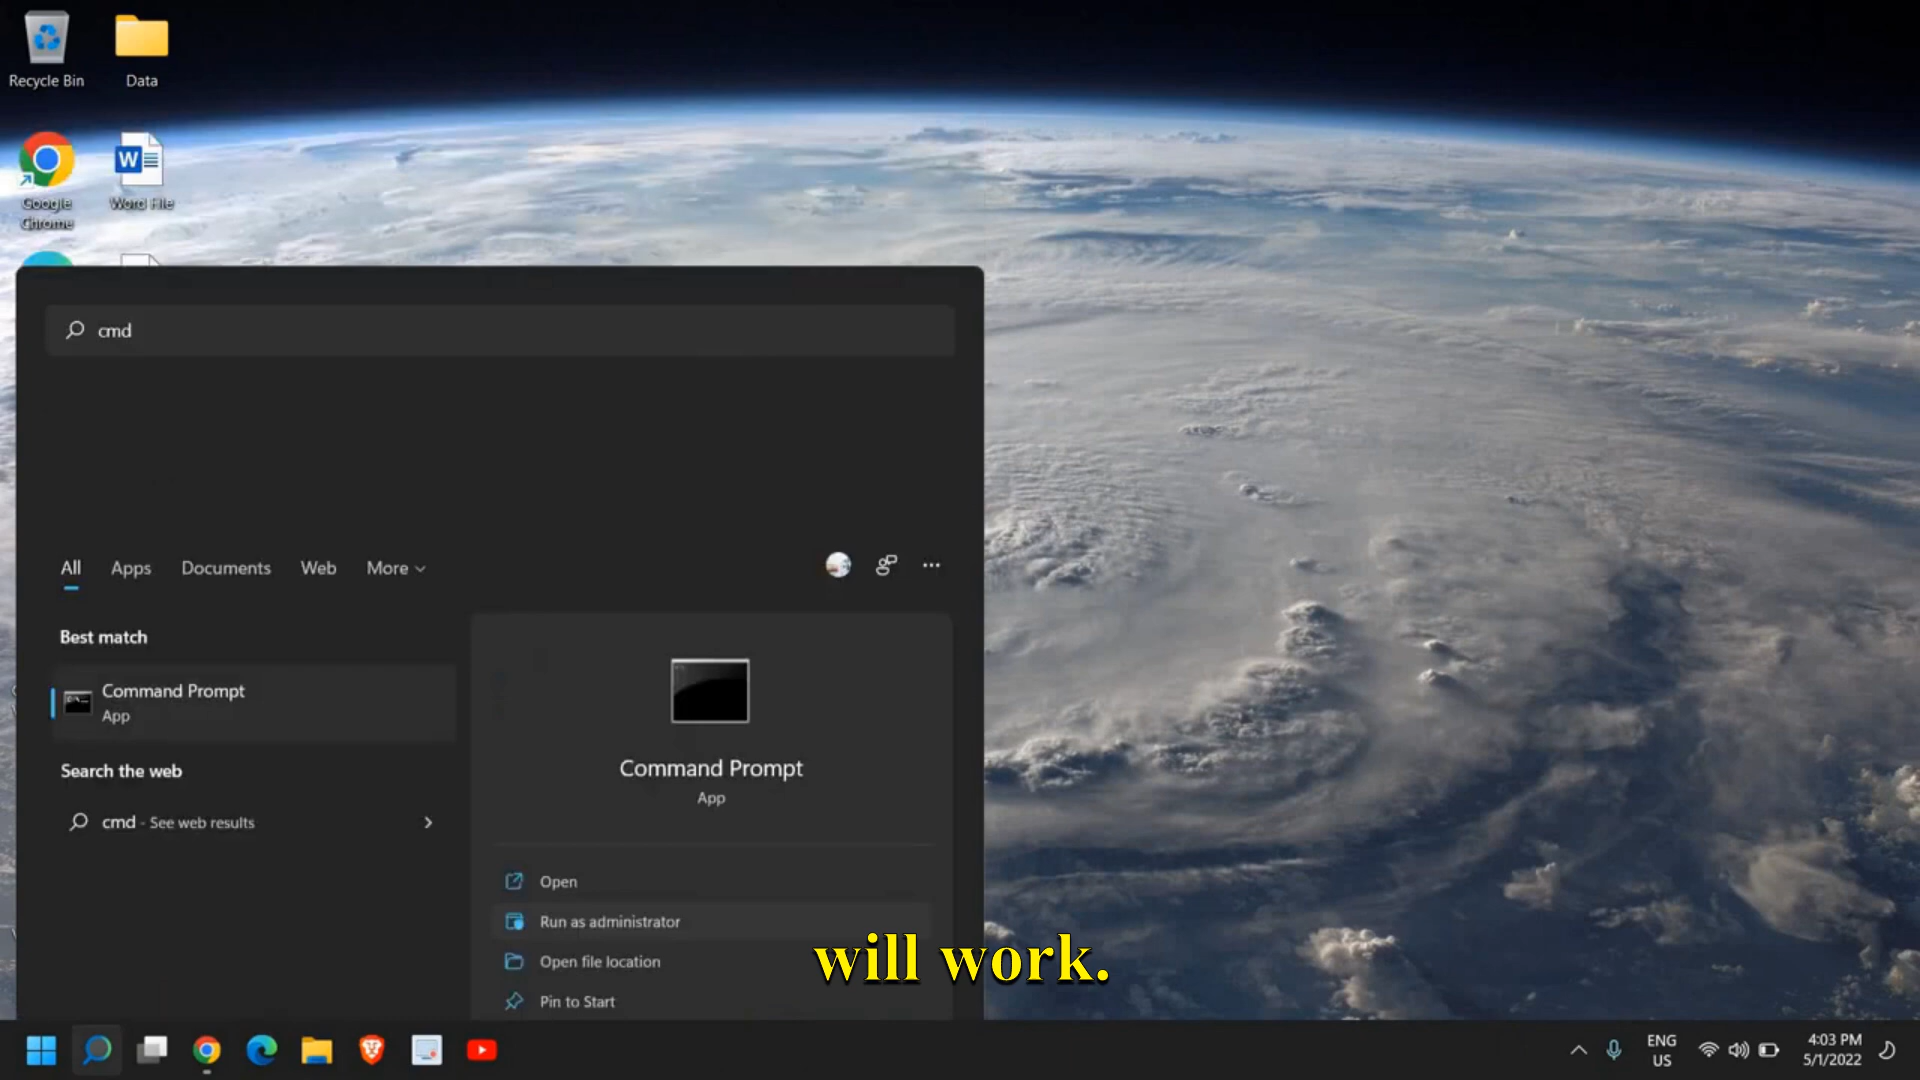 Recycle Bin
Data
Google
Chrome
Word File
cmd
All
Apps
Documents
Web
More
Best match
Command Prompt
App
Search the web
cmd - See web results
Command Prompt
App
Open
Run as administrator
Open file location
Pin to Start
will work.
ENG
US
4:03 PM
5/1/2022